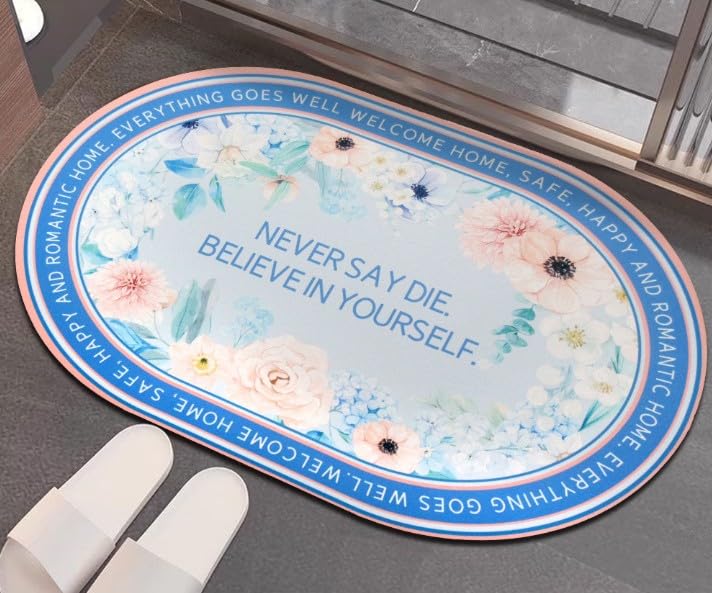 NEVER SAY DIE.
BELIEVE IN YOURSELF.
WELCOME HOME, SAFE, HAPPY AND ROMANTIC HOME. EVERYTHING GOES WELL.
WELCOME HOME, SAFE, HAPPY AND ROMANTIC HOME. EVERYTHING GOES WELL